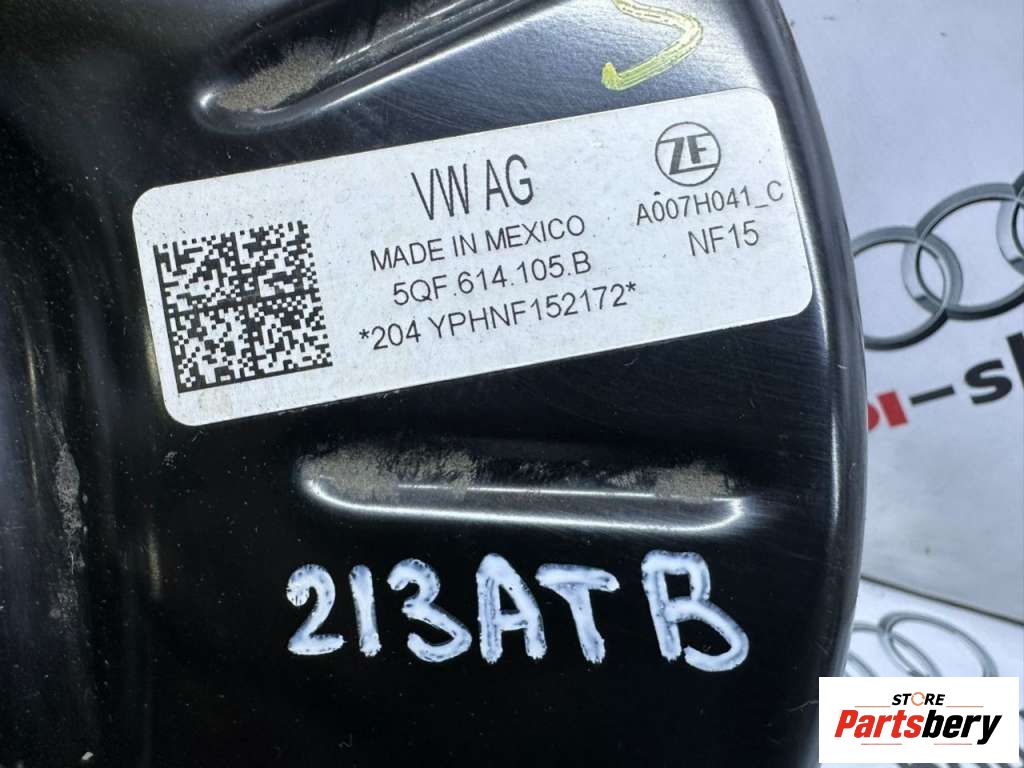 VW AG
MADE IN MEXICO
5QF.614.105.B
*204 YPHNF152172*
ZF
A007H041_C
NF15
213ATB
STORE
Partsbery